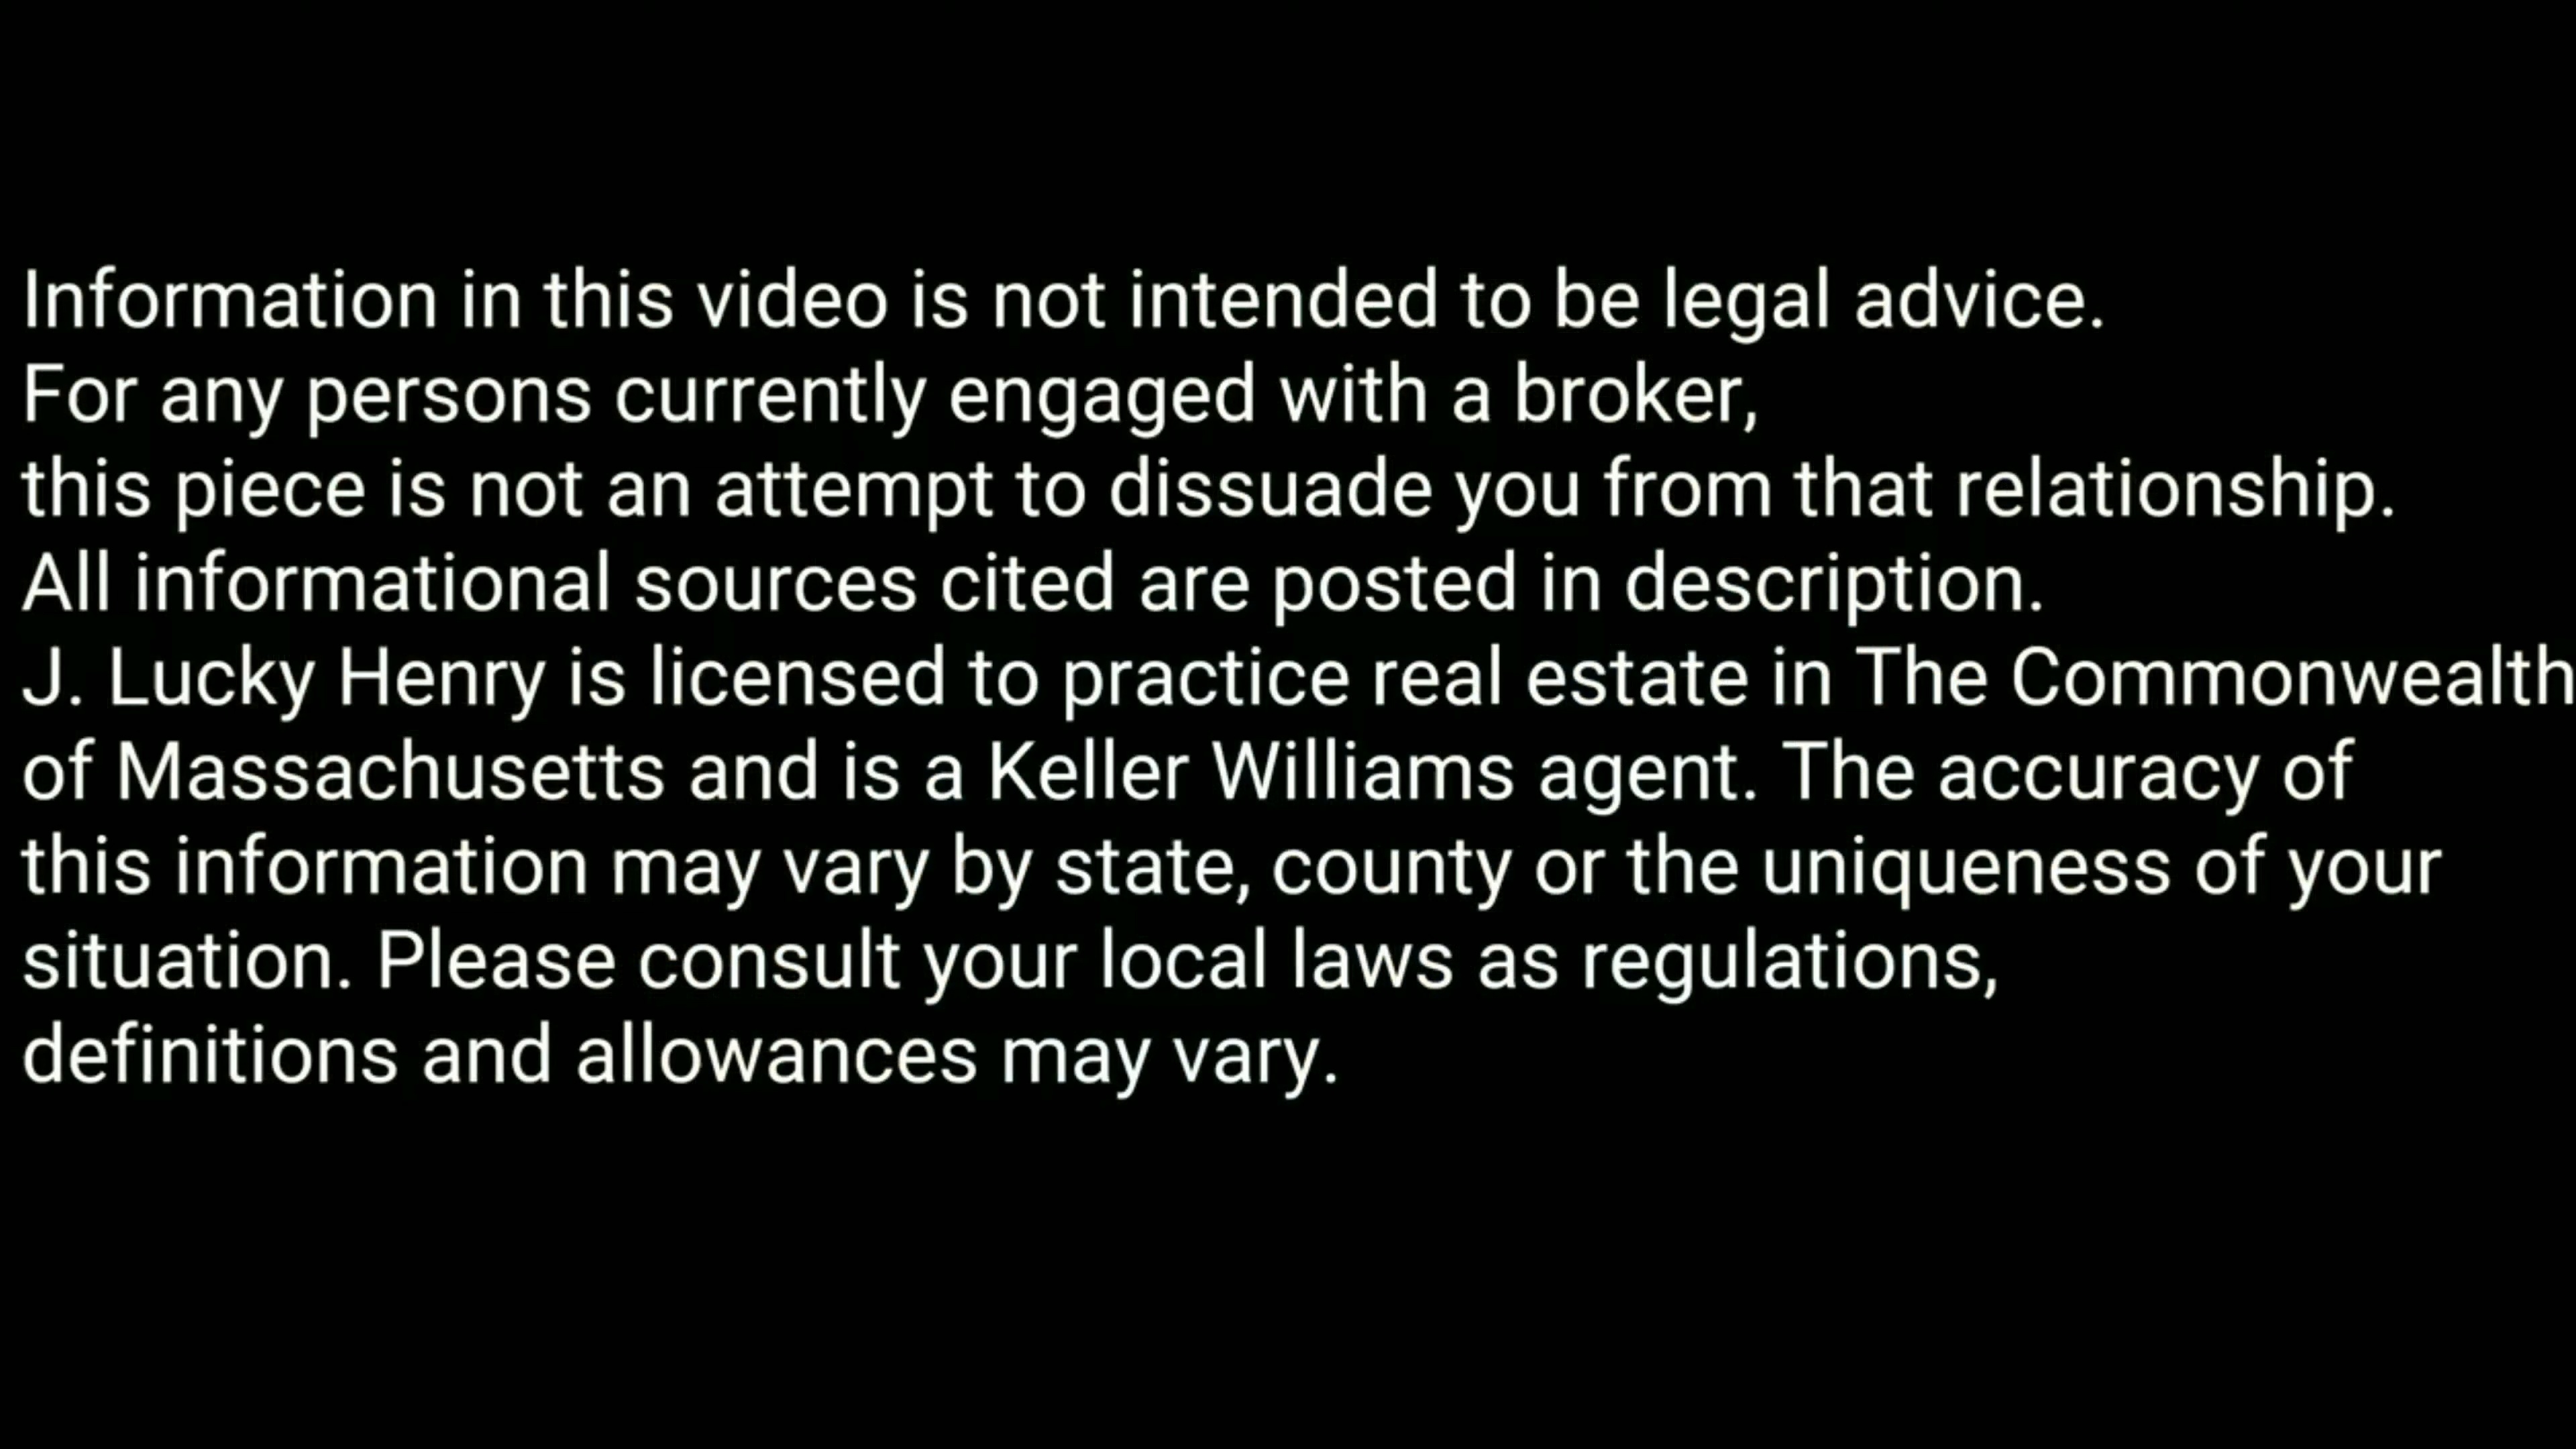 Information in this video is not intended to be legal advice.
For any persons currently engaged with a broker,
this piece is not an attempt to dissuade you from that relationship.
All informational sources cited are posted in description.
J. Lucky Henry is licensed to practice real estate in The Commonwealth
of Massachusetts and is a Keller Williams agent. The accuracy of
this information may vary by state, county or the uniqueness of your
situation. Please consult your local laws as regulations,
definitions and allowances may vary.